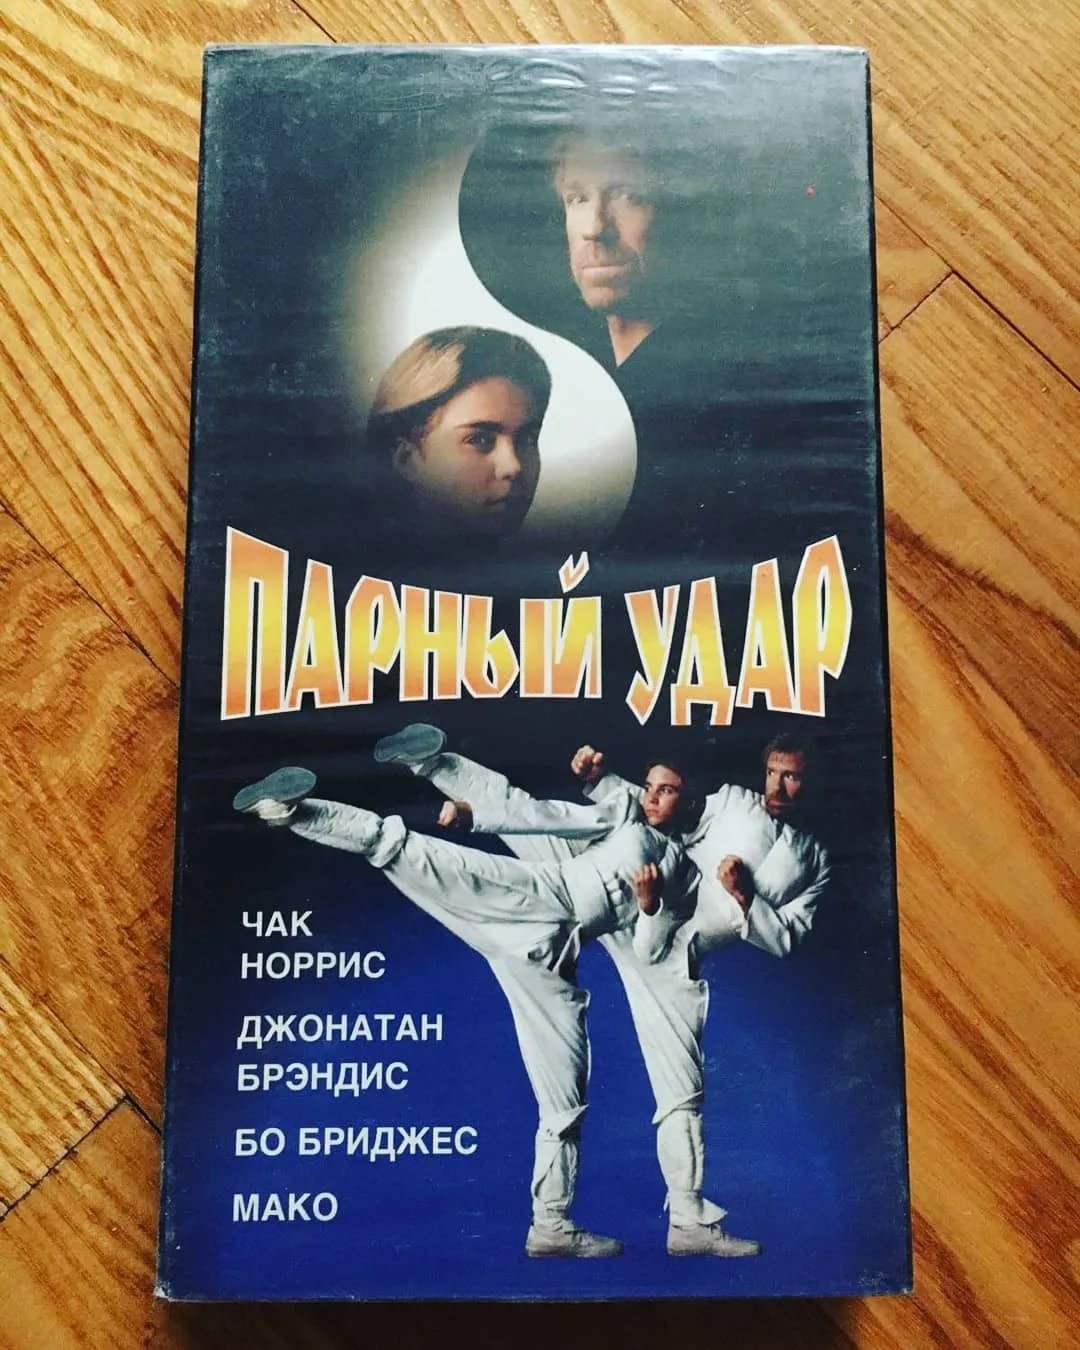 ПАРНЫЙ УДАР
ЧАК
НОРРИС
ДЖОНАТАН
БРЭНДИС
БО БРИДЖЕС
МАКО